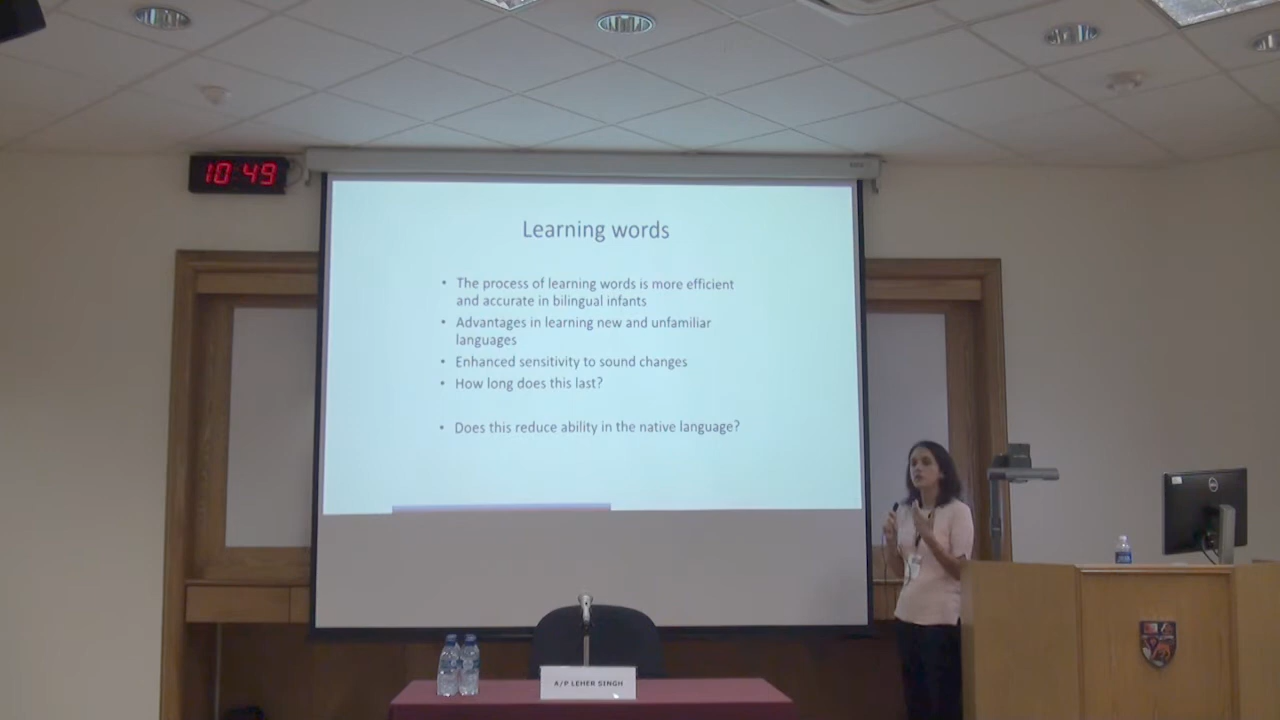 10:49
Learning words
• The process of learning words is more efficient
and accurate in bilingual infants
• Advantages in learning new and unfamiliar
languages
• Enhanced sensitivity to sound changes
• How long does this last?
• Does this reduce ability in the native language?
DELL
A/P LEHER SINGH